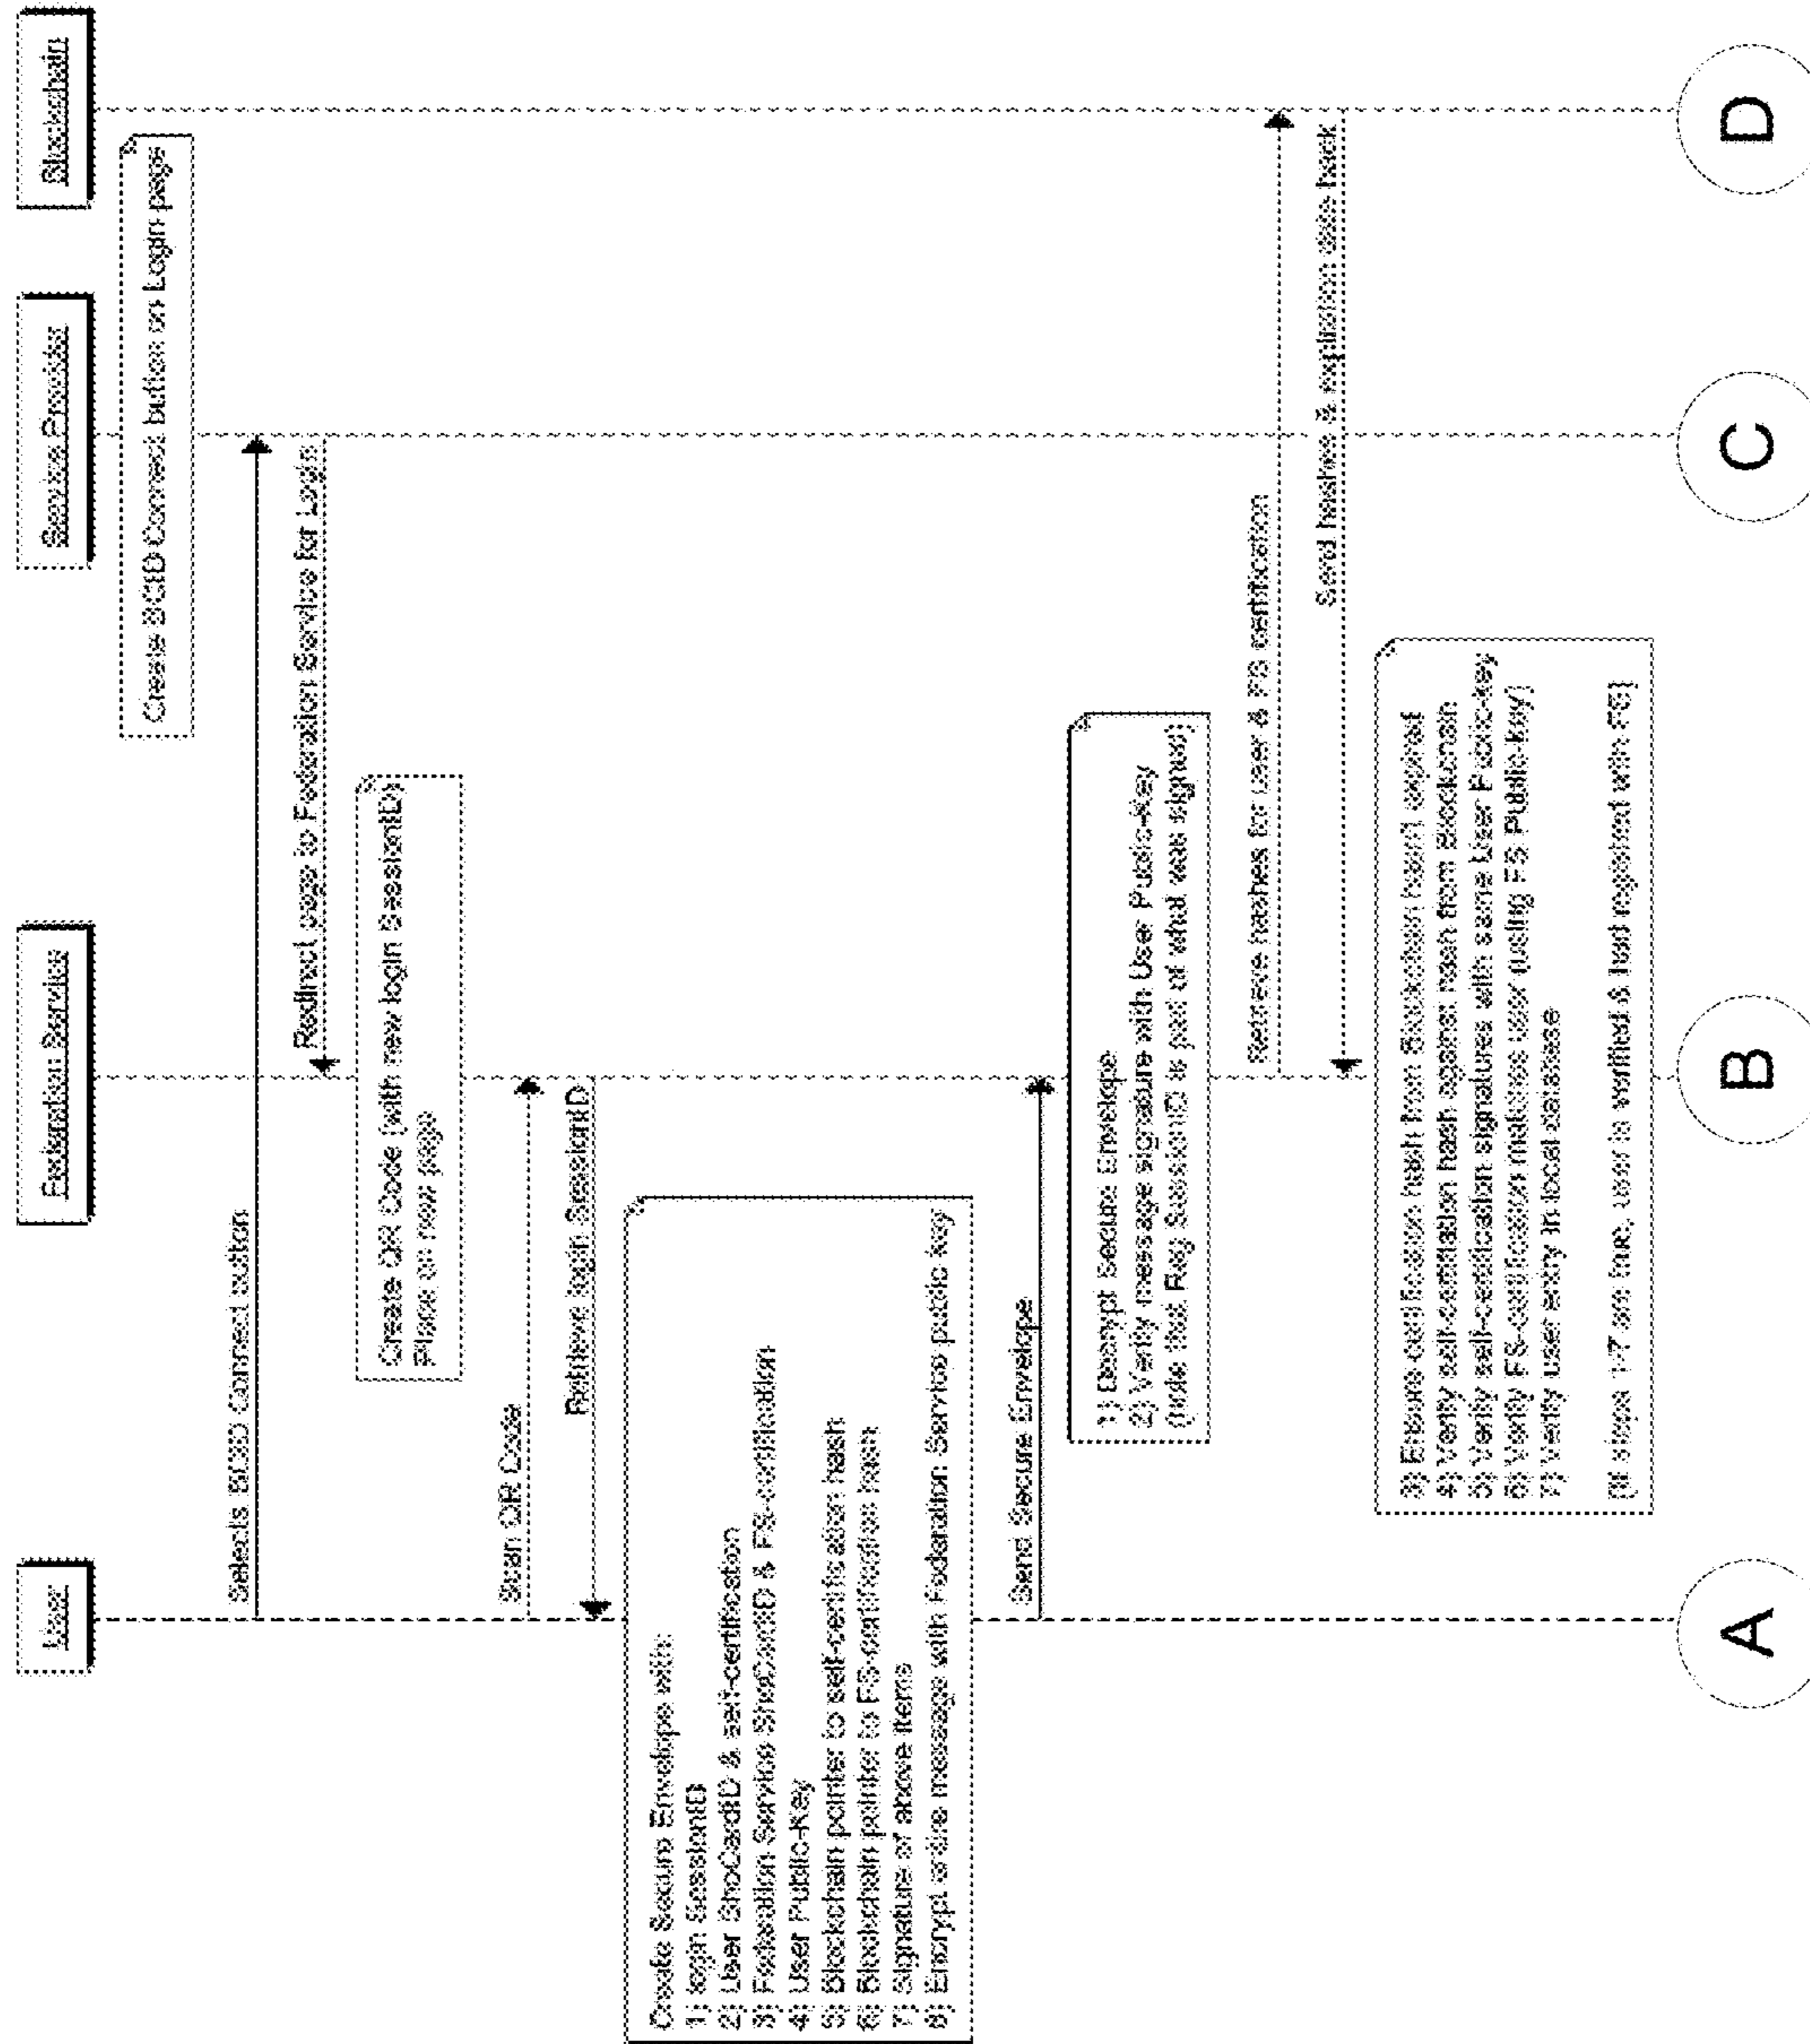 User
Federation Service
Service Provider
Blockchain
Create BCID Connect button on Login page
Selects BCID Connect button
Redirect page to Federation Service for Login
Create QR Code (with new login SessionID)
Place on new page
Scan QR Code
Retrieve login SessionID
Create Secure Envelope with:
1) login SessionID
2) User ShoCardID & self-certification
3) Federation Service ShoCardID & FS-certification
4) User Public-Key
5) Blockchain pointer to self-certification hash
6) Blockchain pointer to FS-certification hash
7) signature of above items
8) Encrypt entire message with Federation Service public key
Send Secure Envelope
1) Decrypt Secure Envelope
2) Verify message signature with User Public-Key
(note that Reg SessionID is part of what was signed)
Retrieve hashes for user & FS certification
Send hashes & expiration date back
3) Ensure certification hash from Blockchain hasn't expired
4) Verify self-certification hash against hash from Blockchain
5) Verify self-certification signatures with same User Public-key
6) Verify FS-certification matches user (using FS Public-key)
7) Verify user entry in local database
(If steps 1-7 are true, user is verified & had registed with FS)
A
B
C
D